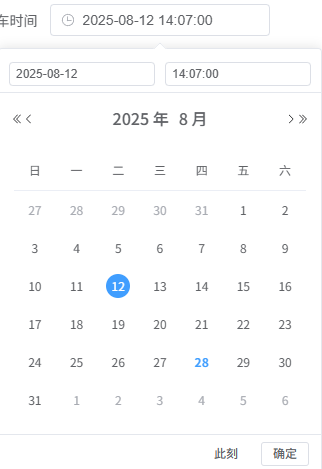 车时间 2025-08-12 14:07:00
2025-08-12 14:07:00
2025 年 8 月
日 一 二 三 四 五 六
27 28 29 30 31 1 2
3 4 5 6 7 8 9
10 11 12 13 14 15 16
17 18 19 20 21 22 23
24 25 26 27 28 29 30
31 1 2 3 4 5 6
此刻 确定